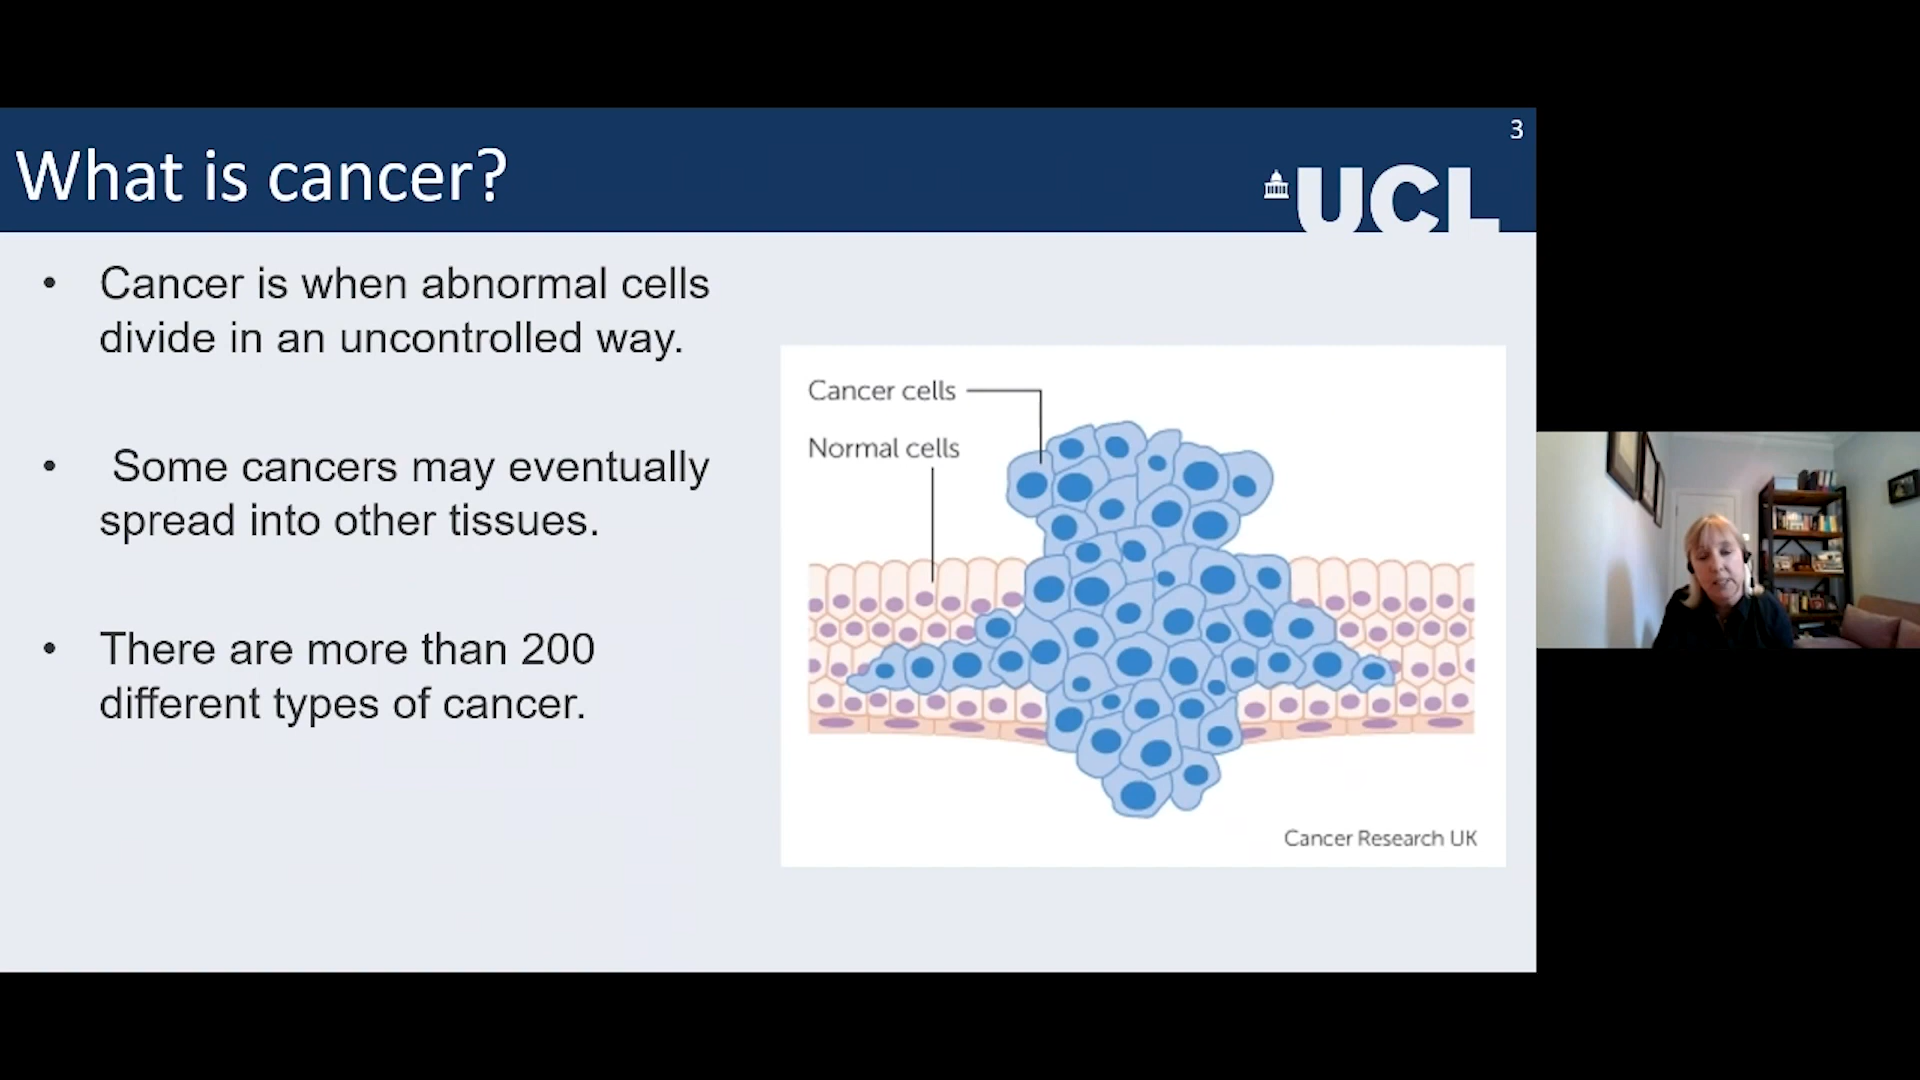 3
What is cancer?
UCL
• Cancer is when abnormal cells
divide in an uncontrolled way.
• Some cancers may eventually
spread into other tissues.
• There are more than 200
different types of cancer.
Cancer cells
Normal cells
Cancer Research UK